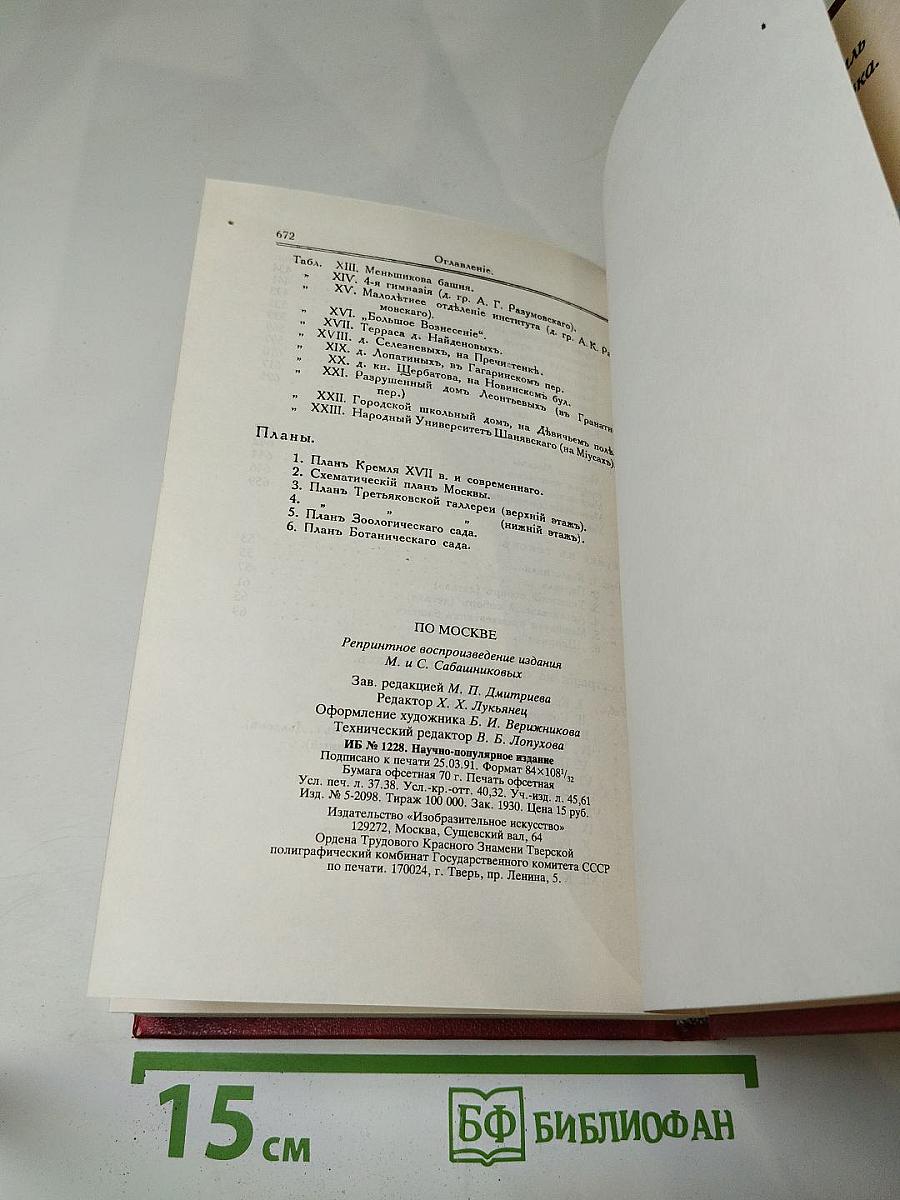 672
Оглавленіе.
Табл. XIII. Меньшикова башня.
„ XIV. 4-я гимназія (д. гр. А. Г. Разумовскаго).
„ XV. Малолѣтнее отдѣленіе института (д. гр. А. К. Ра
мовскаго).
„ XVI. „Большое Вознесеніе“.
„ XVII. Терраса д. Найденовыхъ.
„ XVIII. д. Селезневыхъ, на Пречистенкѣ.
„ XIX. д. Лопатиныхъ, въ Гагаринскомъ пер.
„ XX. д. кн. Щербатова, на Новинскомъ бул.
„ XXI. Разрушенный домъ Леонтьевыхъ (въ Гранатн
пер.)
„ XXII. Городской школьный домъ, на Дѣвичьемъ полѣ
„ XXIII. Народный Университетъ Шанявскаго (на Міусахъ)
Планы.
1. Планъ Кремля XVII в. и современнаго.
2. Схематическій планъ Москвы.
3. Планъ Третьяковской галлереи (верхній этажъ).
4. „ „ „ (нижній этажъ).
5. Планъ Зоологическаго сада.
6. Планъ Ботаническаго сада.
ПО МОСКВЕ
Репринтное воспроизведение издания
М. и С. Сабашниковых
Зав. редакцией М. П. Дмитриева
Редактор Х. Х. Лукьянец
Оформление художника Б. И. Верижникова
Технический редактор В. Б. Лопухова
ИБ № 1228. Научно-популярное издание
Подписано к печати 25.03.91. Формат 84×108¹/₃₂
Бумага офсетная 70 г. Печать офсетная
Усл. печ. л. 37.38. Усл.-кр.-отт. 40,32. Уч.-изд. л. 45,61
Изд. № 5-2098. Тираж 100 000. Зак. 1930. Цена 15 руб.
Издательство «Изобразительное искусство»
129272, Москва, Сущевский вал, 64
Ордена Трудового Красного Знамени Тверской
полиграфический комбинат Государственного комитета СССР
по печати. 170024, г. Тверь, пр. Ленина, 5.
15 см
БФ БИБЛИОФАН